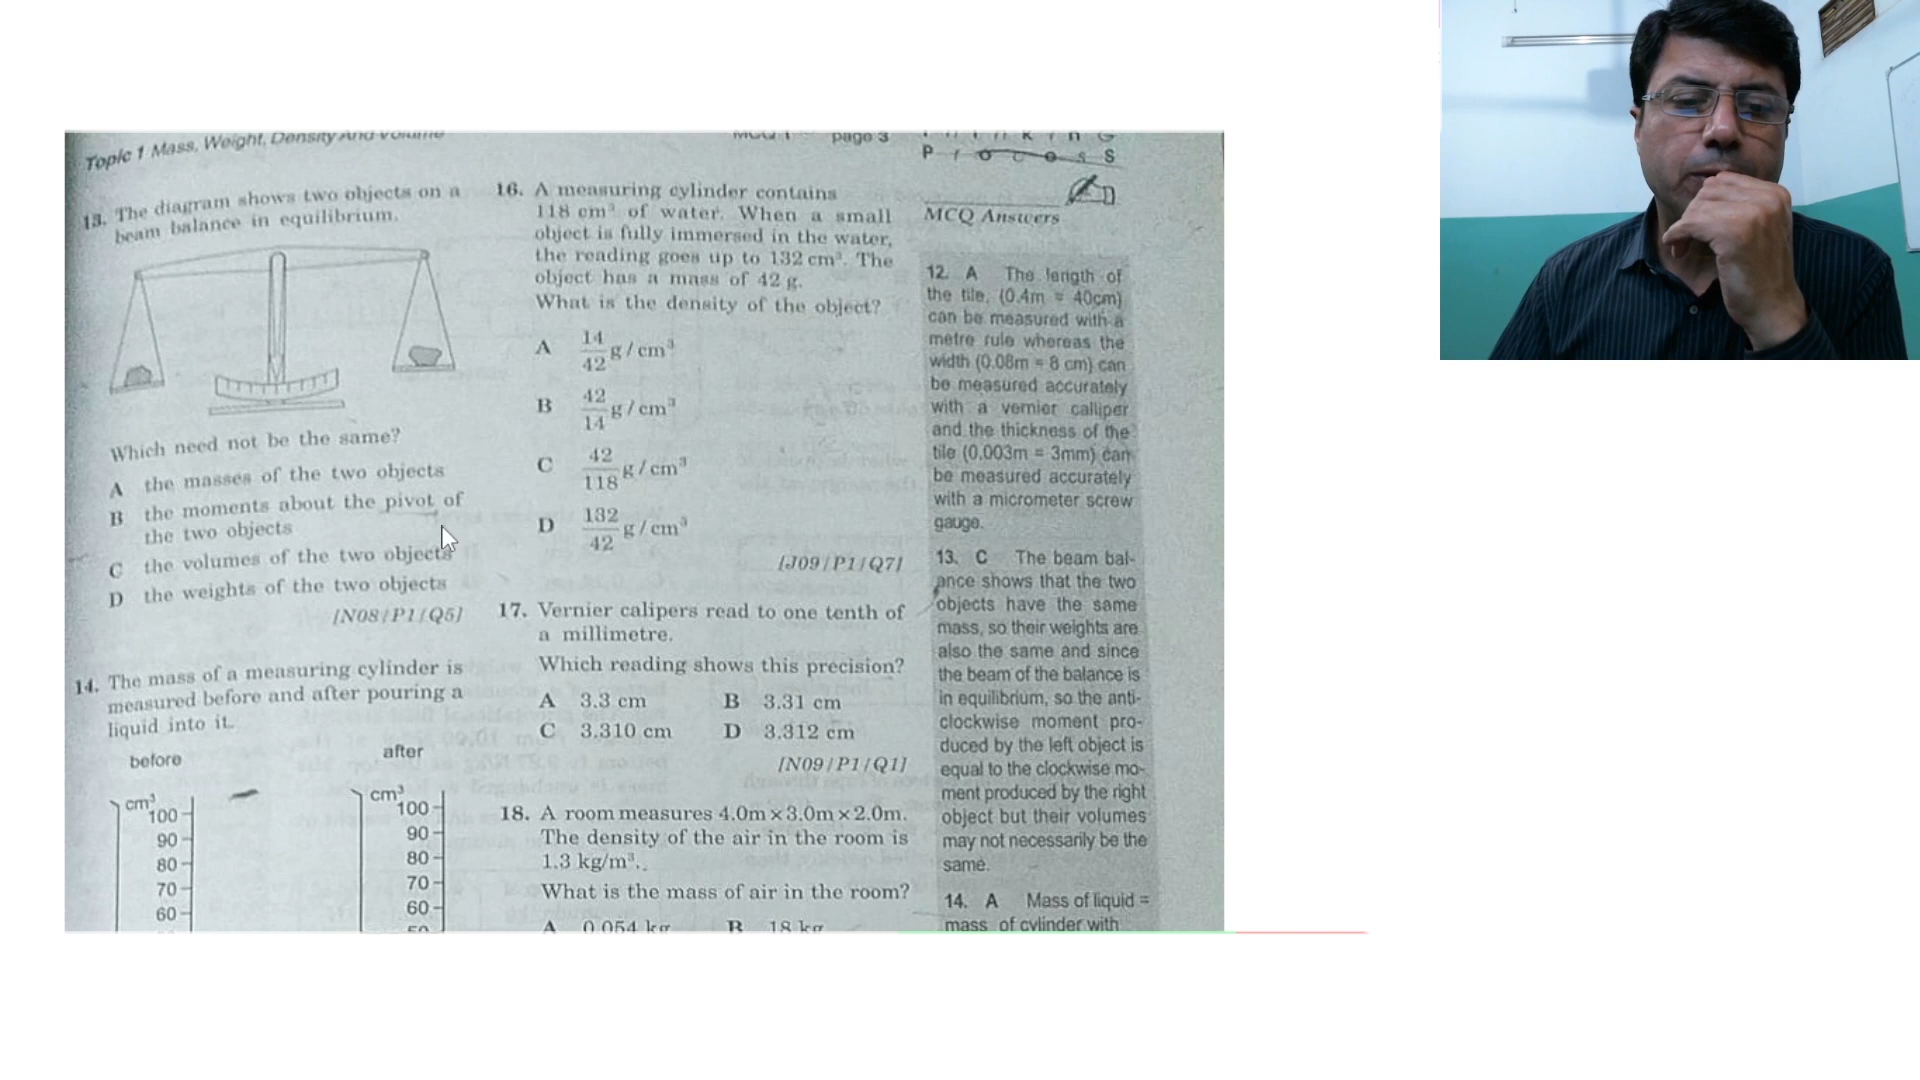 Topic 1 Mass, Weight, Density And Volume
MCQ 1 page 3
P r o c e s s
13. The diagram shows two objects on a
beam balance in equilibrium.
Which need not be the same?
A the masses of the two objects
B the moments about the pivot of
the two objects
C the volumes of the two objects
D the weights of the two objects
[N08/P1/Q5]
14. The mass of a measuring cylinder is
measured before and after pouring a
liquid into it.
before after
cm³ cm³
100 100
90 90
80 80
70 70
60 60
50
16. A measuring cylinder contains
118 cm³ of water. When a small
object is fully immersed in the water,
the reading goes up to 132 cm³. The
object has a mass of 42 g.
What is the density of the object?
A 14/42 g/cm³
B 42/14 g/cm³
C 42/118 g/cm³
D 132/42 g/cm³
[J09/P1/Q7]
17. Vernier calipers read to one tenth of
a millimetre.
Which reading shows this precision?
A 3.3 cm B 3.31 cm
C 3.310 cm D 3.312 cm
[N09/P1/Q1]
18. A room measures 4.0m×3.0m×2.0m.
The density of the air in the room is
1.3 kg/m³.
What is the mass of air in the room?
A 0.054 kg B 18 kg
MCQ Answers
12. A The length of
the tile, (0.4m = 40cm)
can be measured with a
metre rule whereas the
width (0.08m = 8 cm) can
be measured accurately
with a vernier calliper
and the thickness of the
tile (0.003m = 3mm) can
be measured accurately
with a micrometer screw
gauge.
13. C The beam bal-
ance shows that the two
objects have the same
mass, so their weights are
also the same and since
the beam of the balance is
in equilibrium, so the anti-
clockwise moment pro-
duced by the left object is
equal to the clockwise mo-
ment produced by the right
object but their volumes
may not necessarily be the
same.
14. A Mass of liquid =
mass of cylinder with